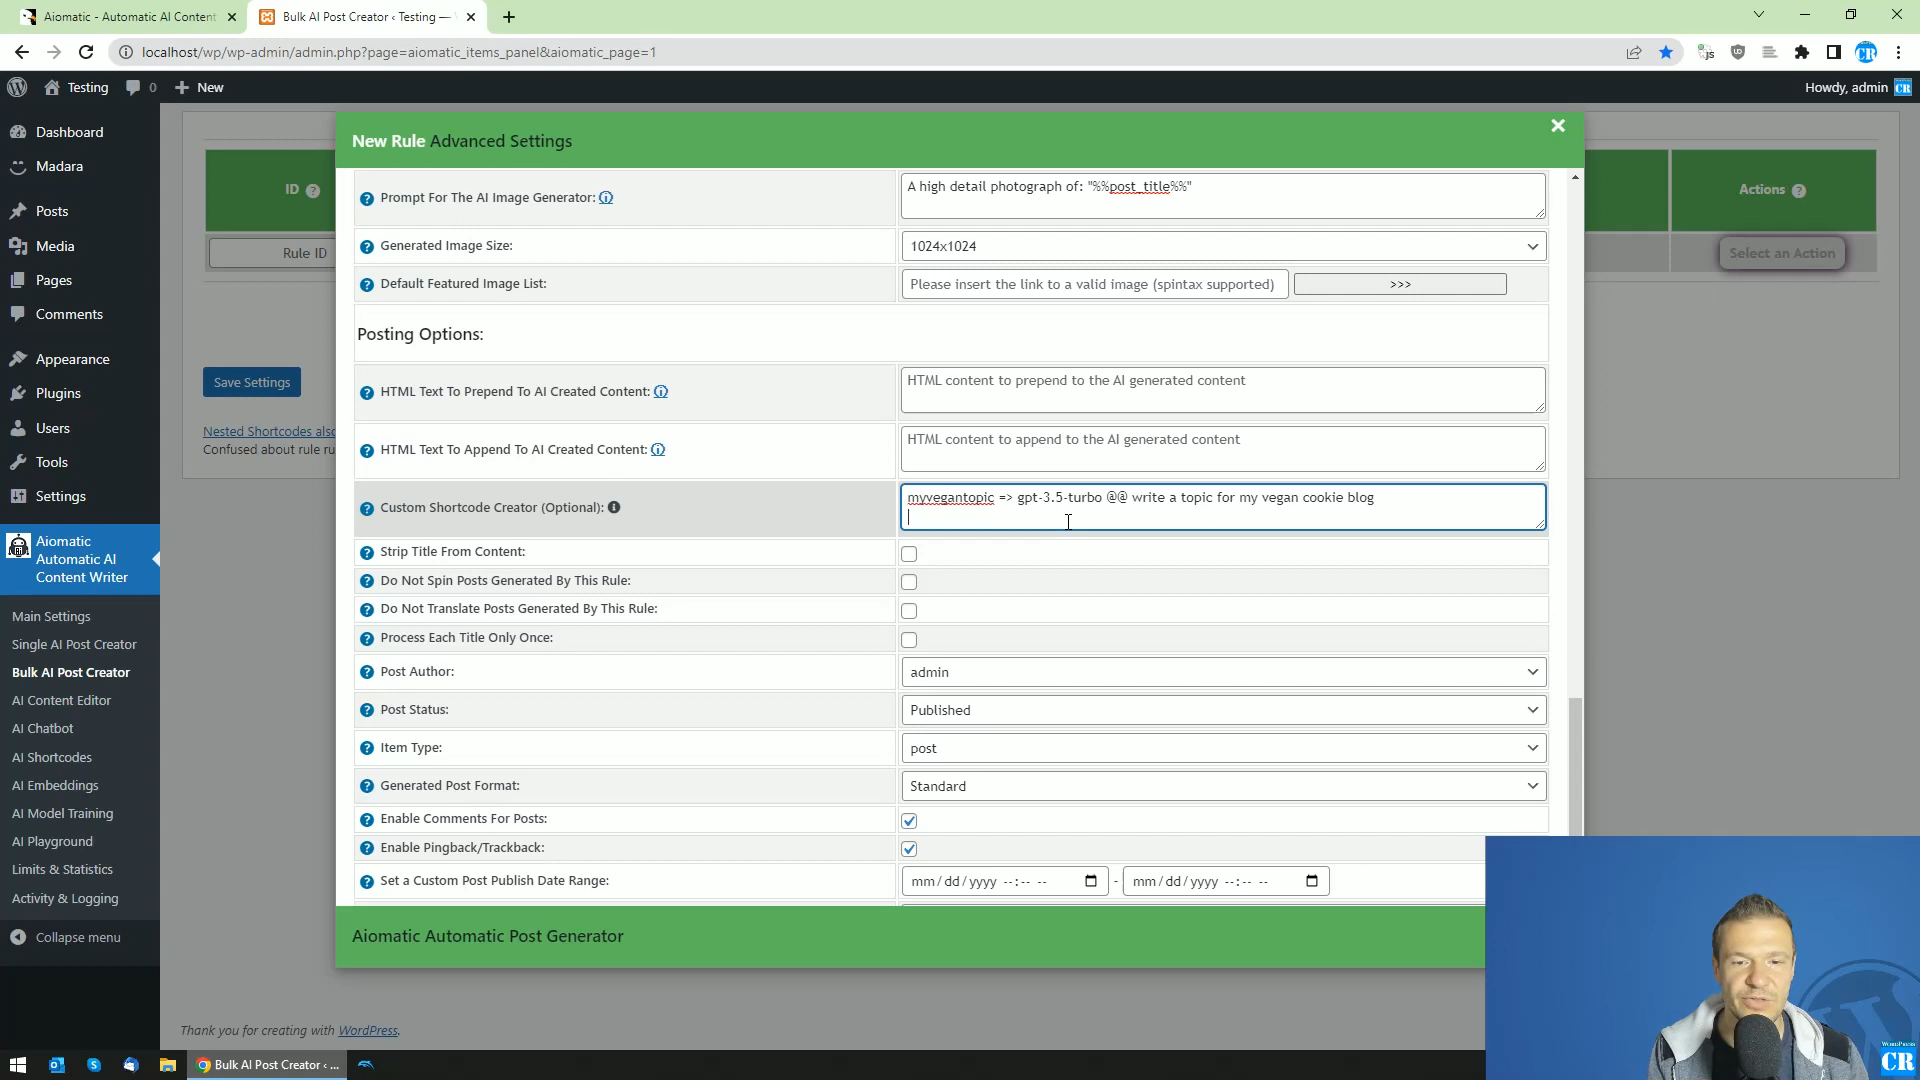 Aiomatic - Automatic AI Content
Bulk AI Post Creator ‹ Testing —
localhost/wp/wp-admin/admin.php?page=aiomatic_items_panel&aiomatic_page=1
Testing
0
New
Howdy, admin
Dashboard
Madara
Posts
Media
Pages
Comments
Appearance
Plugins
Users
Tools
Settings
Aiomatic
Automatic AI
Content Writer
Main Settings
Single AI Post Creator
Bulk AI Post Creator
AI Content Editor
AI Chatbot
AI Shortcodes
AI Embeddings
AI Model Training
AI Playground
Limits & Statistics
Activity & Logging
Collapse menu
ID
Rule ID
Save Settings
Nested Shortcodes als
Confused about rule ru
Actions
Select an Action
New Rule Advanced Settings
Prompt For The AI Image Generator:
A high detail photograph of: "%%post_title%%"
Generated Image Size:
1024x1024
Default Featured Image List:
Please insert the link to a valid image (spintax supported)
>>>
Posting Options:
HTML Text To Prepend To AI Created Content:
HTML content to prepend to the AI generated content
HTML Text To Append To AI Created Content:
HTML content to append to the AI generated content
Custom Shortcode Creator (Optional):
myvegantopic => gpt-3.5-turbo @@ write a topic for my vegan cookie blog
Strip Title From Content:
Do Not Spin Posts Generated By This Rule:
Do Not Translate Posts Generated By This Rule:
Process Each Title Only Once:
Post Author:
admin
Post Status:
Published
Item Type:
post
Generated Post Format:
Standard
Enable Comments For Posts:
Enable Pingback/Trackback:
Set a Custom Post Publish Date Range:
mm/dd/yyyy --:-- --
-
mm/dd/yyyy --:-- --
Aiomatic Automatic Post Generator
Thank you for creating with WordPress.
Bulk AI Post Creator ‹ ...
WORDPRESS
CR